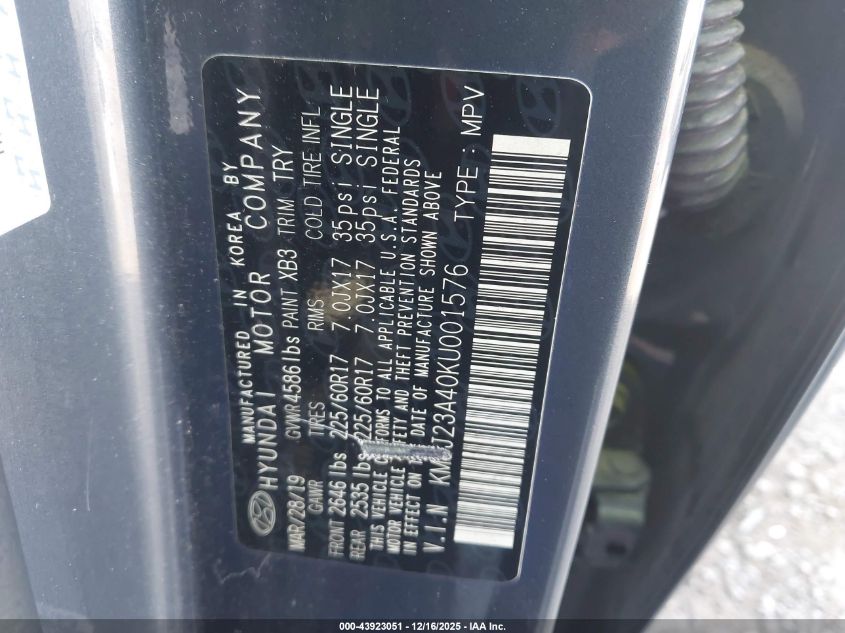 MANUFACTURED IN KOREA BY
HYUNDAI MOTOR COMPANY
MAR/28/19 GVWR 4586 lbs PAINT XB3 TRIM TRY
GAWR TIRES RIMS COLD TIRE INFL
FRONT 2646 lbs 225/60R17 7.0JX17 35psi SINGLE
REAR 2535 lbs 225/60R17 7.0JX17 35psi SINGLE
THIS VEHICLE CONFORMS TO ALL APPLICABLE U.S.A. FEDERAL
MOTOR VEHICLE SAFETY AND THEFT PREVENTION STANDARDS
IN EFFECT ON THE DATE OF MANUFACTURE SHOWN ABOVE
V.I.N KM8J23A40KU001576 TYPE : MPV
000-43923051 - 12/16/2025 - IAA Inc.